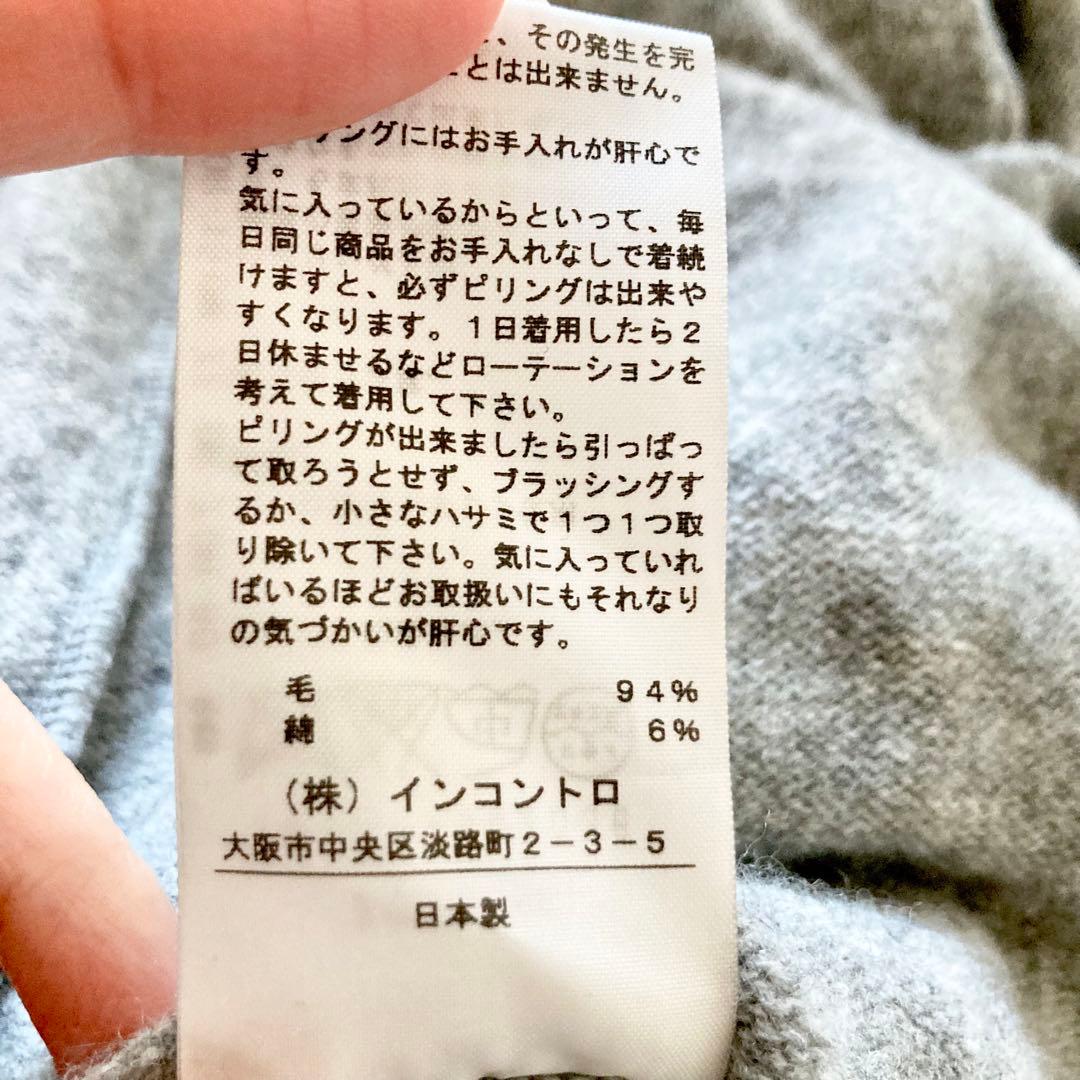 、その発生を完
とは出来ません。
ングにはお手入れが肝心で
す。
気に入っているからといって、毎
日同じ商品をお手入れなしで着続
けますと、必ずピリングは出来や
すくなります。１日着用したら２
日休ませるなどローテーションを
考えて着用して下さい。
ピリングが出来ましたら引っぱっ
て取ろうとせず、ブラッシングす
るか、小さなハサミで１つ１つ取
り除いて下さい。気に入っていれ
ばいるほどお取扱いにもそれなり
の気づかいが肝心です。
毛 ９４％
綿 ６％
（株）インコントロ
大阪市中央区淡路町２－３－５
日本製